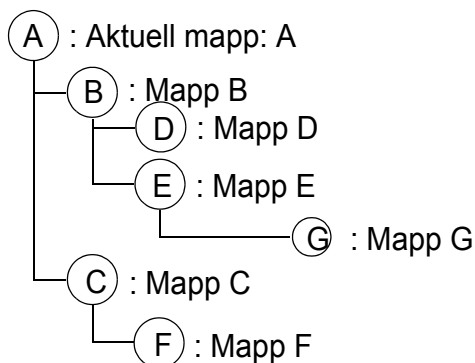 A : Aktuell mapp: A
B : Mapp B
D : Mapp D
E : Mapp E
G : Mapp G
C : Mapp C
F : Mapp F